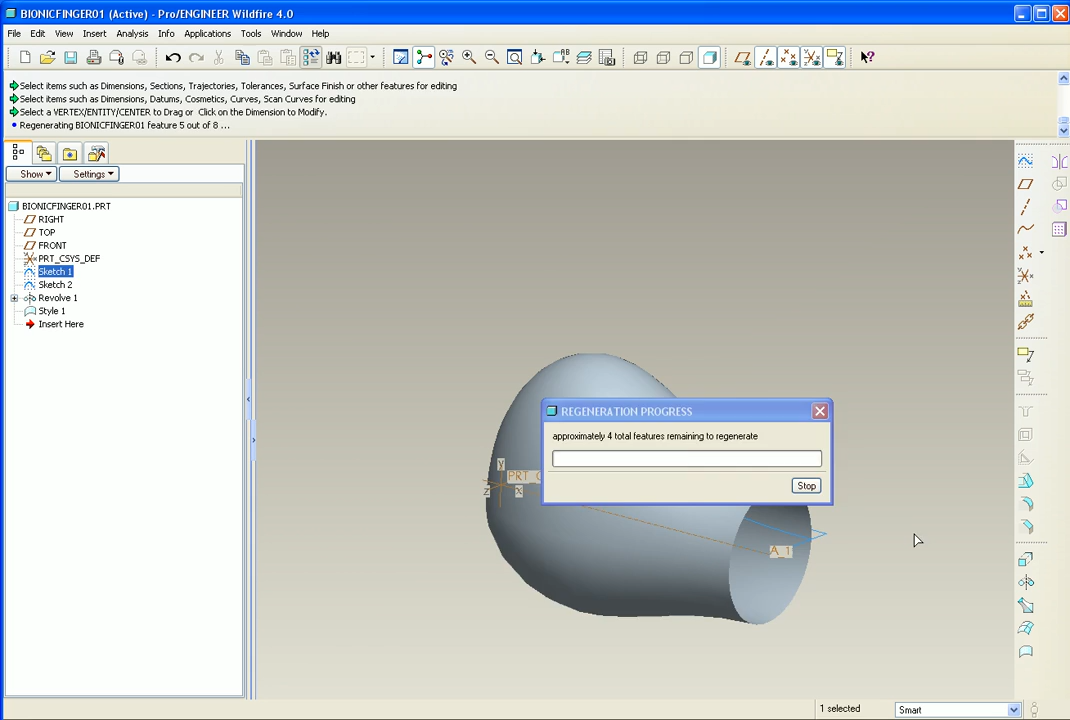 BIONICFINGER01 (Active) - Pro/ENGINEER Wildfire 4.0
File Edit View Insert Analysis Info Applications Tools Window Help
Select items such as Dimensions, Sections, Trajectories, Tolerances, Surface Finish or other features for editing
Select items such as Dimensions, Datums, Cosmetics, Curves, Scan Curves for editing
Select a VERTEX/ENTITY/CENTER to Drag or Click on the Dimension to Modify.
• Regenerating BIONICFINGER01 feature 5 out of 8 ...
Show Settings
BIONICFINGER01.PRT
RIGHT
TOP
FRONT
PRT_CSYS_DEF
Sketch 1
Sketch 2
Revolve 1
Style 1
Insert Here
REGENERATION PROGRESS
approximately 4 total features remaining to regenerate
Stop
y
PRT_
z x
A_1
1 selected
Smart